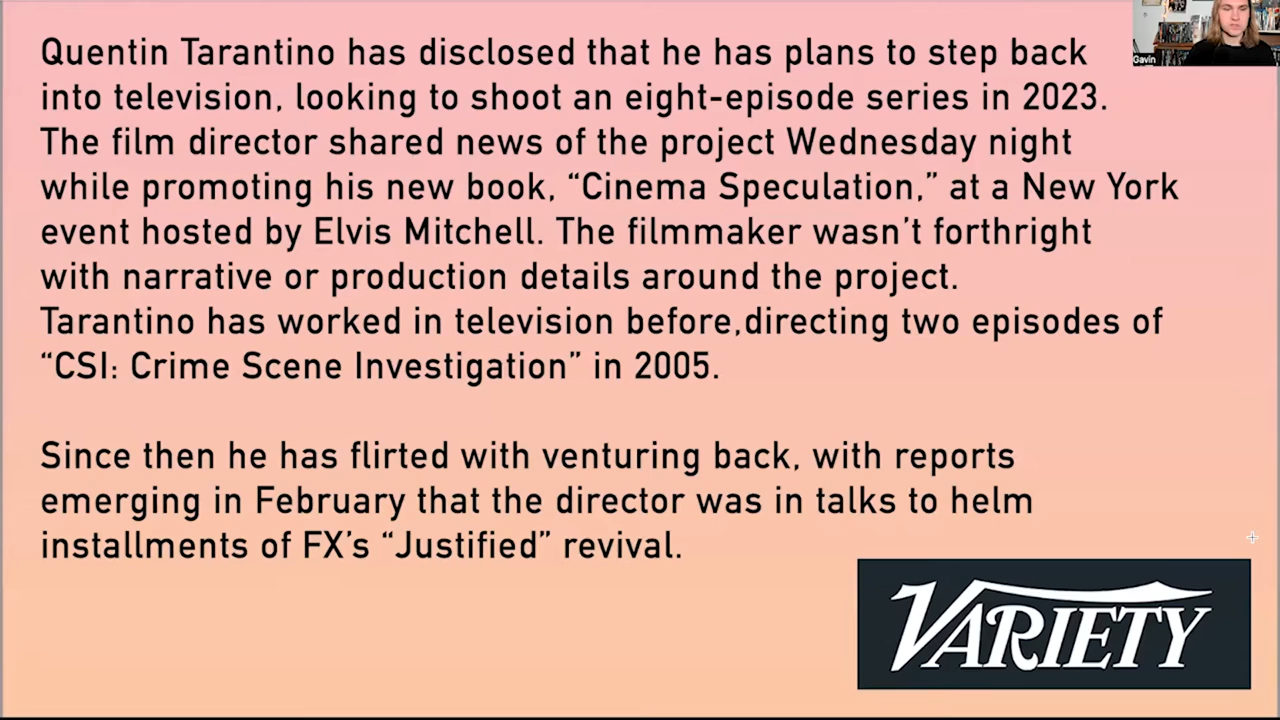 Quentin Tarantino has disclosed that he has plans to step back
into television, looking to shoot an eight-episode series in 2023.
The film director shared news of the project Wednesday night
while promoting his new book, “Cinema Speculation,” at a New York
event hosted by Elvis Mitchell. The filmmaker wasn’t forthright
with narrative or production details around the project.
Tarantino has worked in television before,directing two episodes of
“CSI: Crime Scene Investigation” in 2005.
Since then he has flirted with venturing back, with reports
emerging in February that the director was in talks to helm
installments of FX’s “Justified” revival.
VARIETY
Gavin